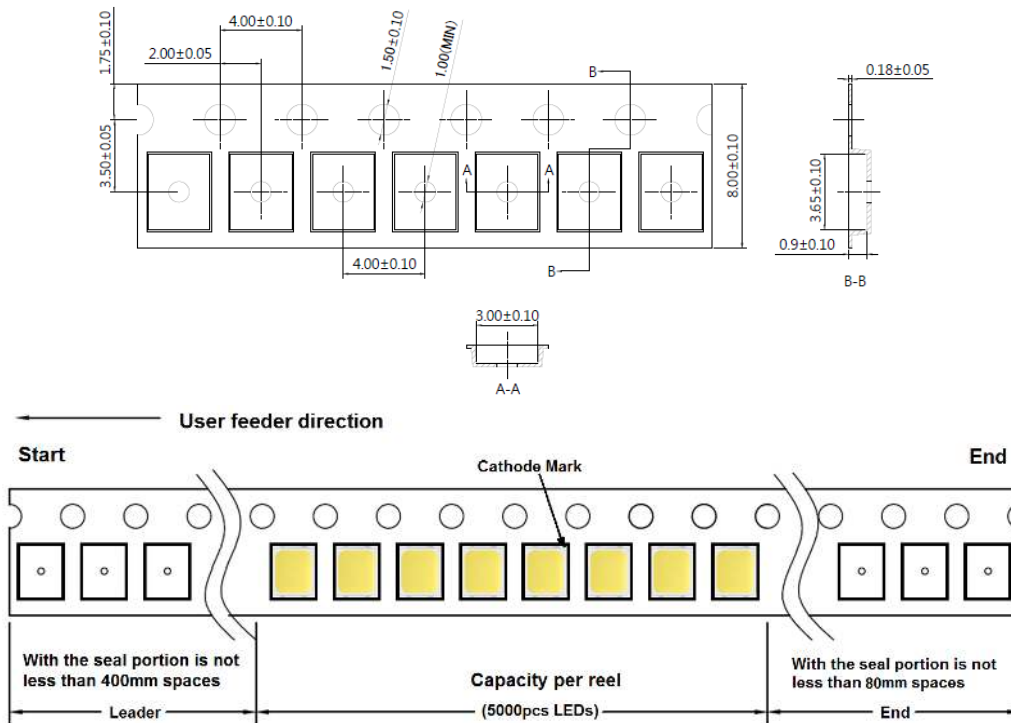 4.00±0.10
1.75±0.10
2.00±0.05
1.50±0.10
1.00(MIN)
B
0.18±0.05
3.50±0.05
A
A
8.00±0.10
3.65±0.10
4.00±0.10
B
0.9±0.10
B-B
3.00±0.10
A-A
User feeder direction
Start
Cathode Mark
End
With the seal portion is not
less than 400mm spaces
Capacity per reel
With the seal portion is not
less than 80mm spaces
Leader
(5000pcs LEDs)
End